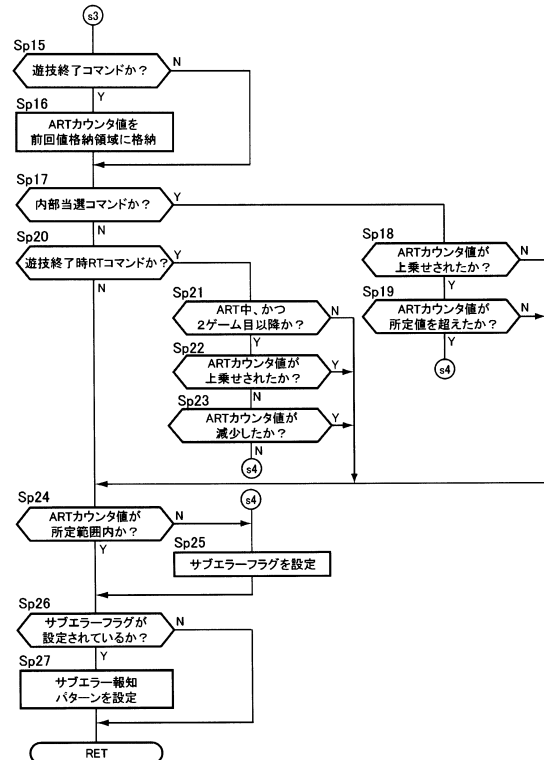 s3
Sp15
遊技終了コマンドか？
N
Y
Sp16
ARTカウンタ値を
前回値格納領域に格納
Sp17
内部当選コマンドか？
Y
N
Sp18
ARTカウンタ値が
上乗せされたか？
N
Y
Sp19
ARTカウンタ値が
所定値を超えたか？
N
Y
s4
Sp20
遊技終了時RTコマンドか？
Y
N
Sp21
ART中、かつ
2ゲーム目以降か？
N
Y
Sp22
ARTカウンタ値が
上乗せされたか？
Y
N
Sp23
ARTカウンタ値が
減少したか？
Y
N
s4
Sp24
ARTカウンタ値が
所定範囲内か？
N
Y
s4
Sp25
サブエラーフラグを設定
Sp26
サブエラーフラグが
設定されているか？
N
Y
Sp27
サブエラー報知
パターンを設定
RET